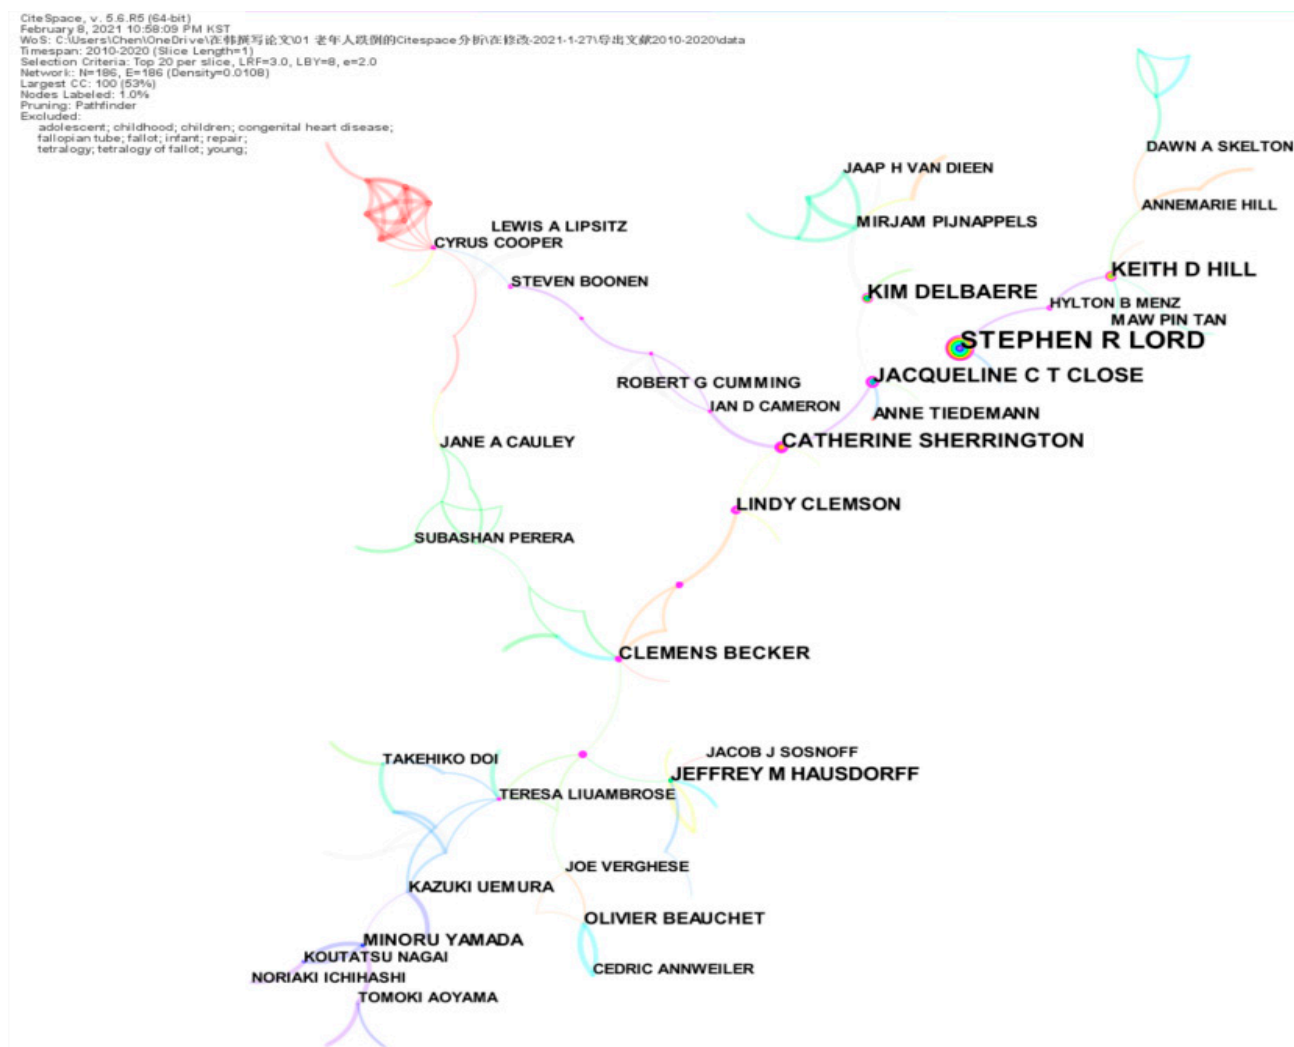 CiteSpace, v. 5.6.R5 (64-bit)
February 8, 2021 10:58:09 PM KST
WoS: C:\Users\Chen\OneDrive\在韩撰写论文\01 老年人跌倒的Citespace分析\在修改-2021-1-27\导出文献2010-2020\data
Timespan: 2010-2020 (Slice Length=1)
Selection Criteria: Top 20 per slice, LRF=3.0, LBY=8, e=2.0
Network: N=186, E=186 (Density=0.0108)
Largest CC: 100 (53%)
Nodes Labeled: 1.0%
Pruning: Pathfinder
Excluded:
adolescent; childhood; children; congenital heart disease;
fallopian tube; fallot; infant; repair;
tetralogy; tetralogy of fallot; young;
DAWN A SKELTON
JAAP H VAN DIEEN
ANNEMARIE HILL
MIRJAM PIJNAPPELS
LEWIS A LIPSITZ
CYRUS COOPER
KEITH D HILL
STEVEN BOONEN
KIM DELBAERE
HYLTON B MENZ
MAW PIN TAN
STEPHEN R LORD
JACQUELINE C T CLOSE
ROBERT G CUMMING
IAN D CAMERON
ANNE TIEDEMANN
CATHERINE SHERRINGTON
JANE A CAULEY
LINDY CLEMSON
SUBASHAN PERERA
CLEMENS BECKER
JACOB J SOSNOFF
TAKEHIKO DOI
JEFFREY M HAUSDORFF
TERESA LIUAMBROSE
JOE VERGHESE
KAZUKI UEMURA
OLIVIER BEAUCHET
MINORU YAMADA
KOUTATSU NAGAI
CEDRIC ANNWEILER
NORIAKI ICHIHASHI
TOMOKI AOYAMA